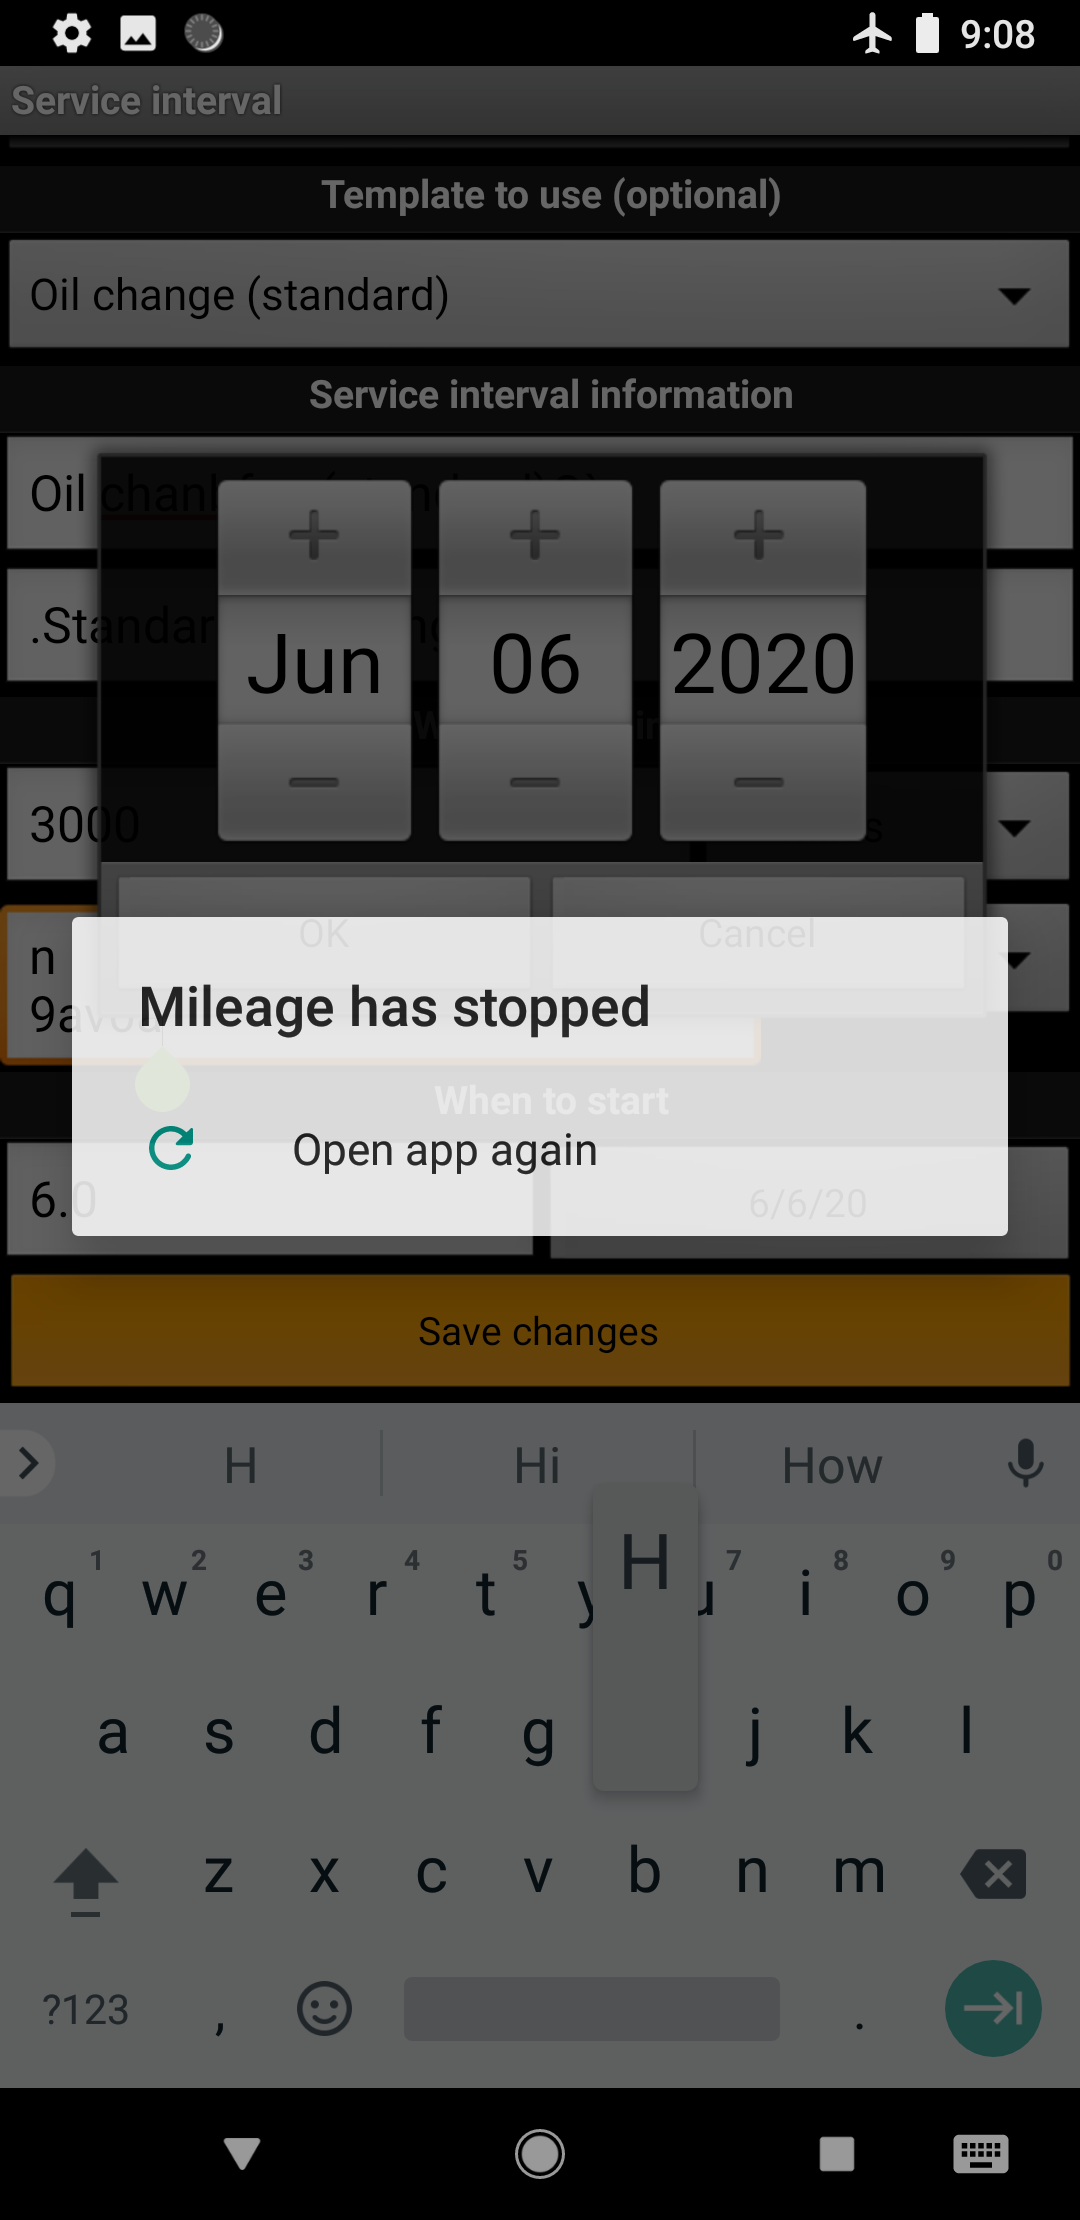 9:08
Service interval
Template to use (optional)
Oil change (standard)
Service interval information
Oil
.Standar
Jun 06 2020
3000
OK Cancel
n
9avou
Mileage has stopped
When to start
Open app again
6.0 6/6/20
Save changes
H Hi How
1 2 3 4 5 7 8 9 0
q w e r t y u i o p
H
a s d f g j k l
z x c v b n m
?123 , .